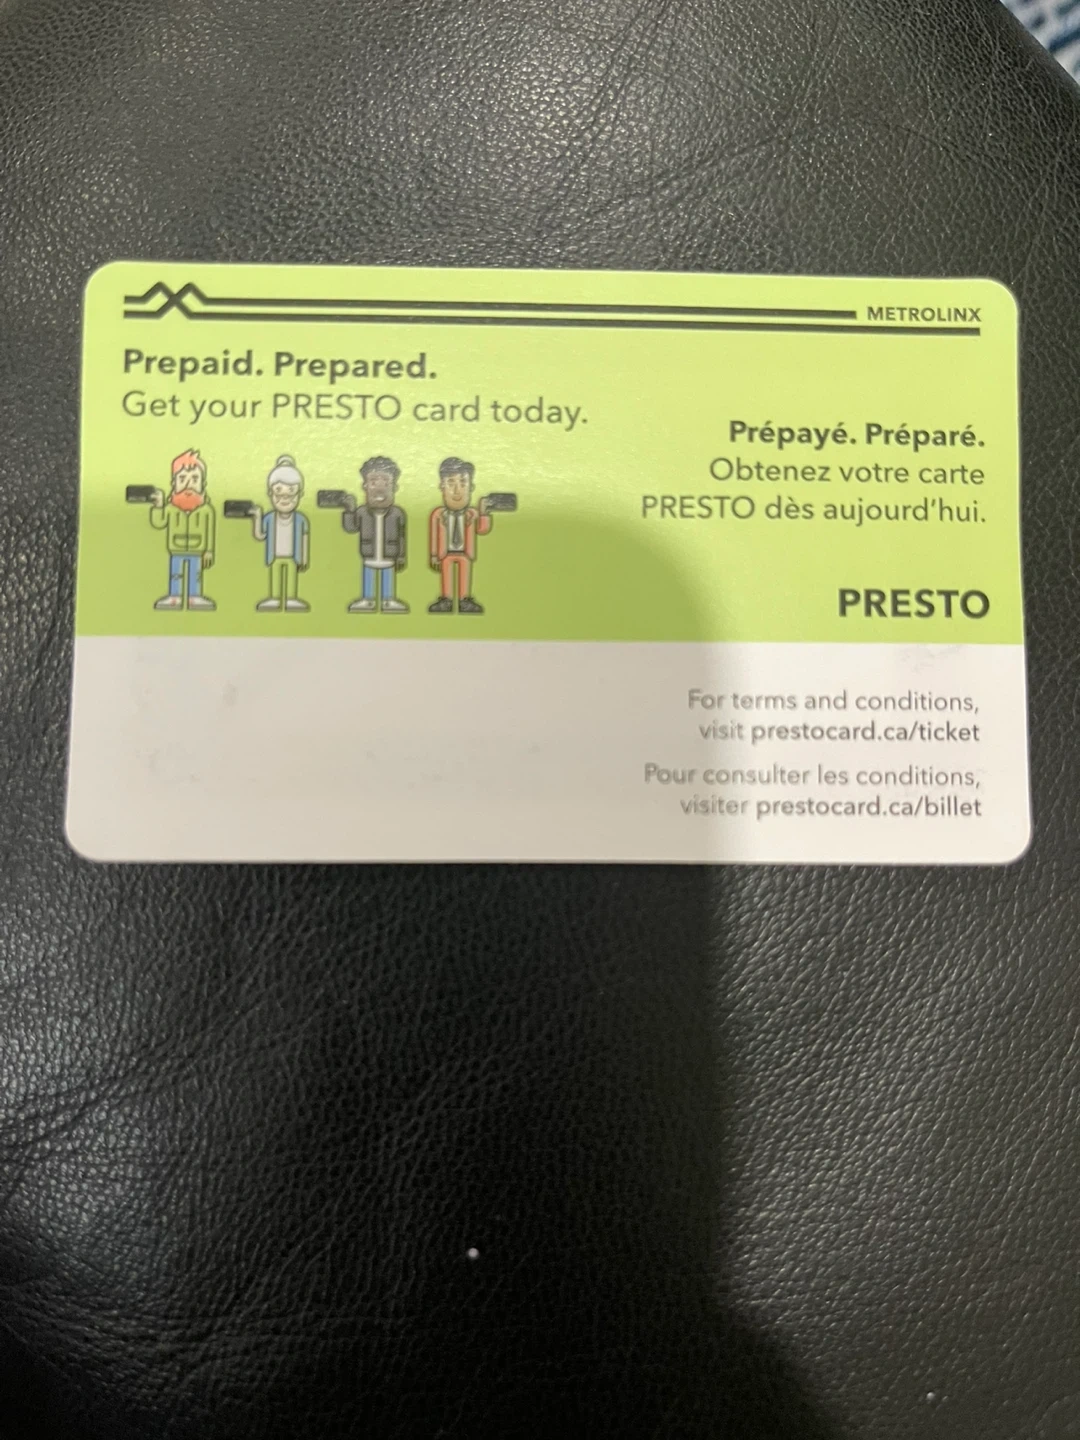 METROLINX
Prepaid. Prepared.
Get your PRESTO card today.
Prépayé. Préparé.
Obtenez votre carte
PRESTO dès aujourd'hui.
PRESTO
For terms and conditions,
visit prestocard.ca/ticket
Pour consulter les conditions,
visiter prestocard.ca/billet